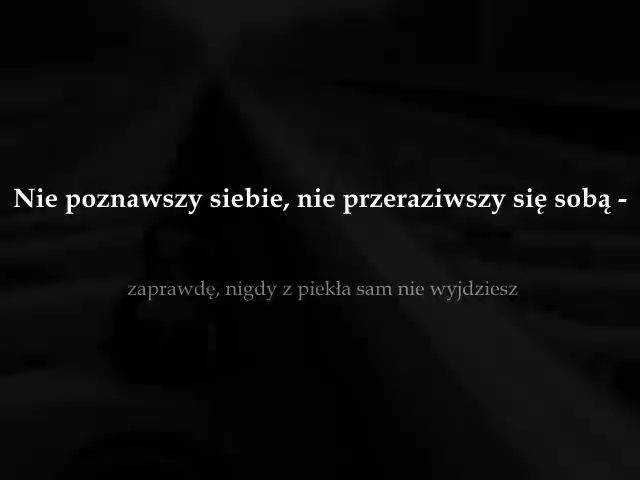 Nie poznawszy siebie, nie przeraziwszy się sobą -
zaprawdę, nigdy z piekła sam nie wyjdziesz